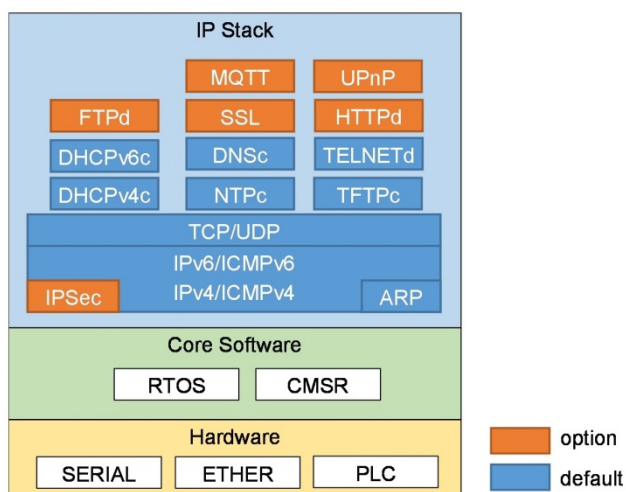 IP Stack
MQTT UPnP
FTPd SSL HTTPd
DHCPv6c DNSc TELNETd
DHCPv4c NTPc TFTPc
TCP/UDP
IPv6/ICMPv6
IPSec IPv4/ICMPv4 ARP
Core Software
RTOS CMSR
Hardware
SERIAL ETHER PLC
option
default